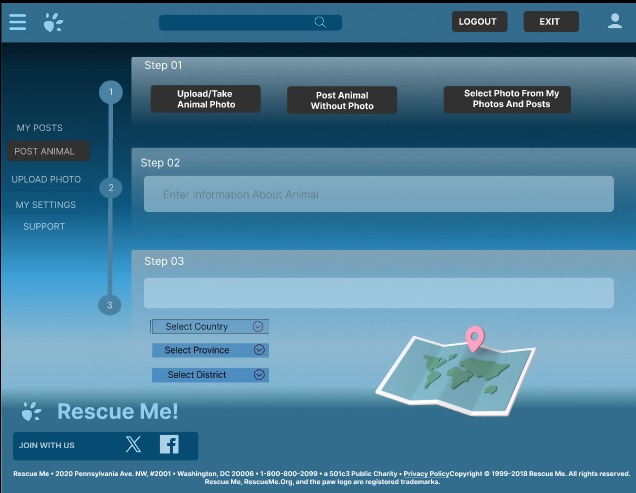 LOGOUT
EXIT
Step 01
1
Upload/Take
Animal Photo
Post Animal
Without Photo
Select Photo From My
Photos And Posts
MY POSTS
POST ANIMAL
UPLOAD PHOTO
MY SETTINGS
SUPPORT
Step 02
2
Enter Information About Animal
Step 03
3
Select Country
Select Province
Select District
Rescue Me!
JOIN WITH US
Rescue Me • 2020 Pennsylvania Ave. NW, #2001 • Washington, DC 20006 • 1-800-800-2099 • a 501c3 Public Charity • Privacy PolicyCopyright © 1999-2018 Rescue Me. All rights reserved.
Rescue Me, RescueMe.Org, and the paw logo are registered trademarks.